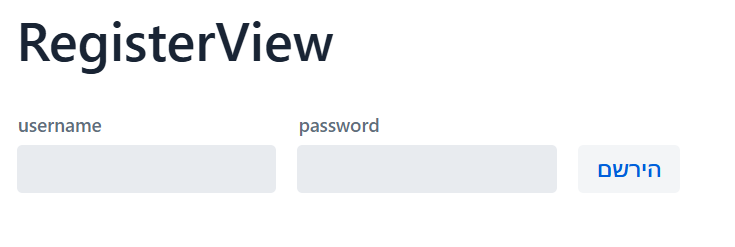 RegisterView
username
password
הירשם